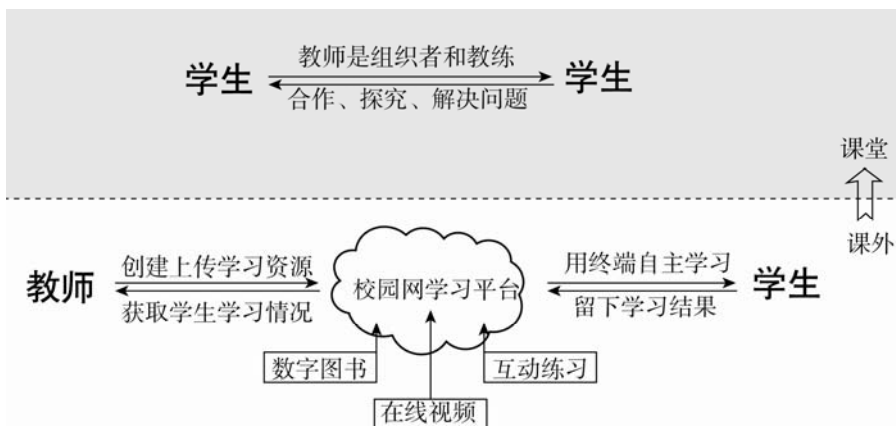 教师是组织者和教练
学生 学生
合作、探究、解决问题
课堂
课外
创建上传学习资源 用终端自主学习
教师 校园网学习平台 学生
获取学生学习情况 留下学习结果
数字图书 互动练习
在线视频